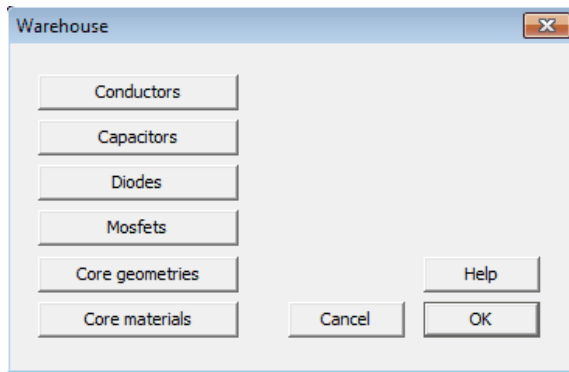 Warehouse
Conductors
Capacitors
Diodes
Mosfets
Core geometries
Help
Core materials
Cancel
OK